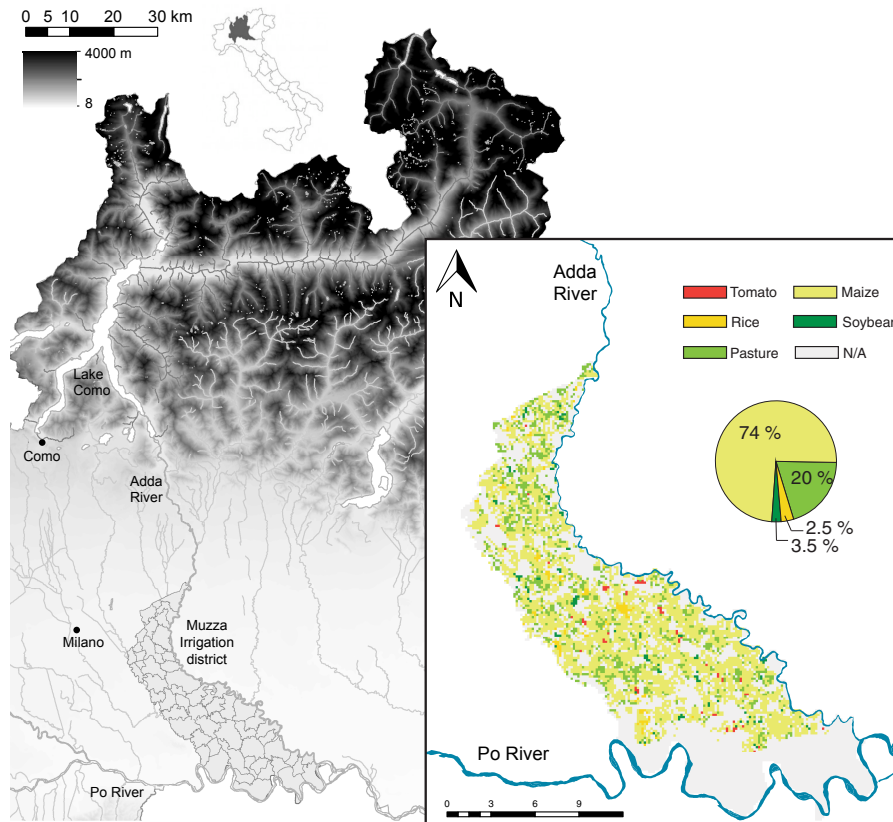 0 5 10 20 30 km
4000 m
8
Lake
Como
Como
Adda
River
Milano
Muzza
Irrigation
district
Po River
N
Adda
River
Tomato
Maize
Rice
Soybean
Pasture
N/A
74 %
20 %
2.5 %
3.5 %
Po River
0 3 6 9